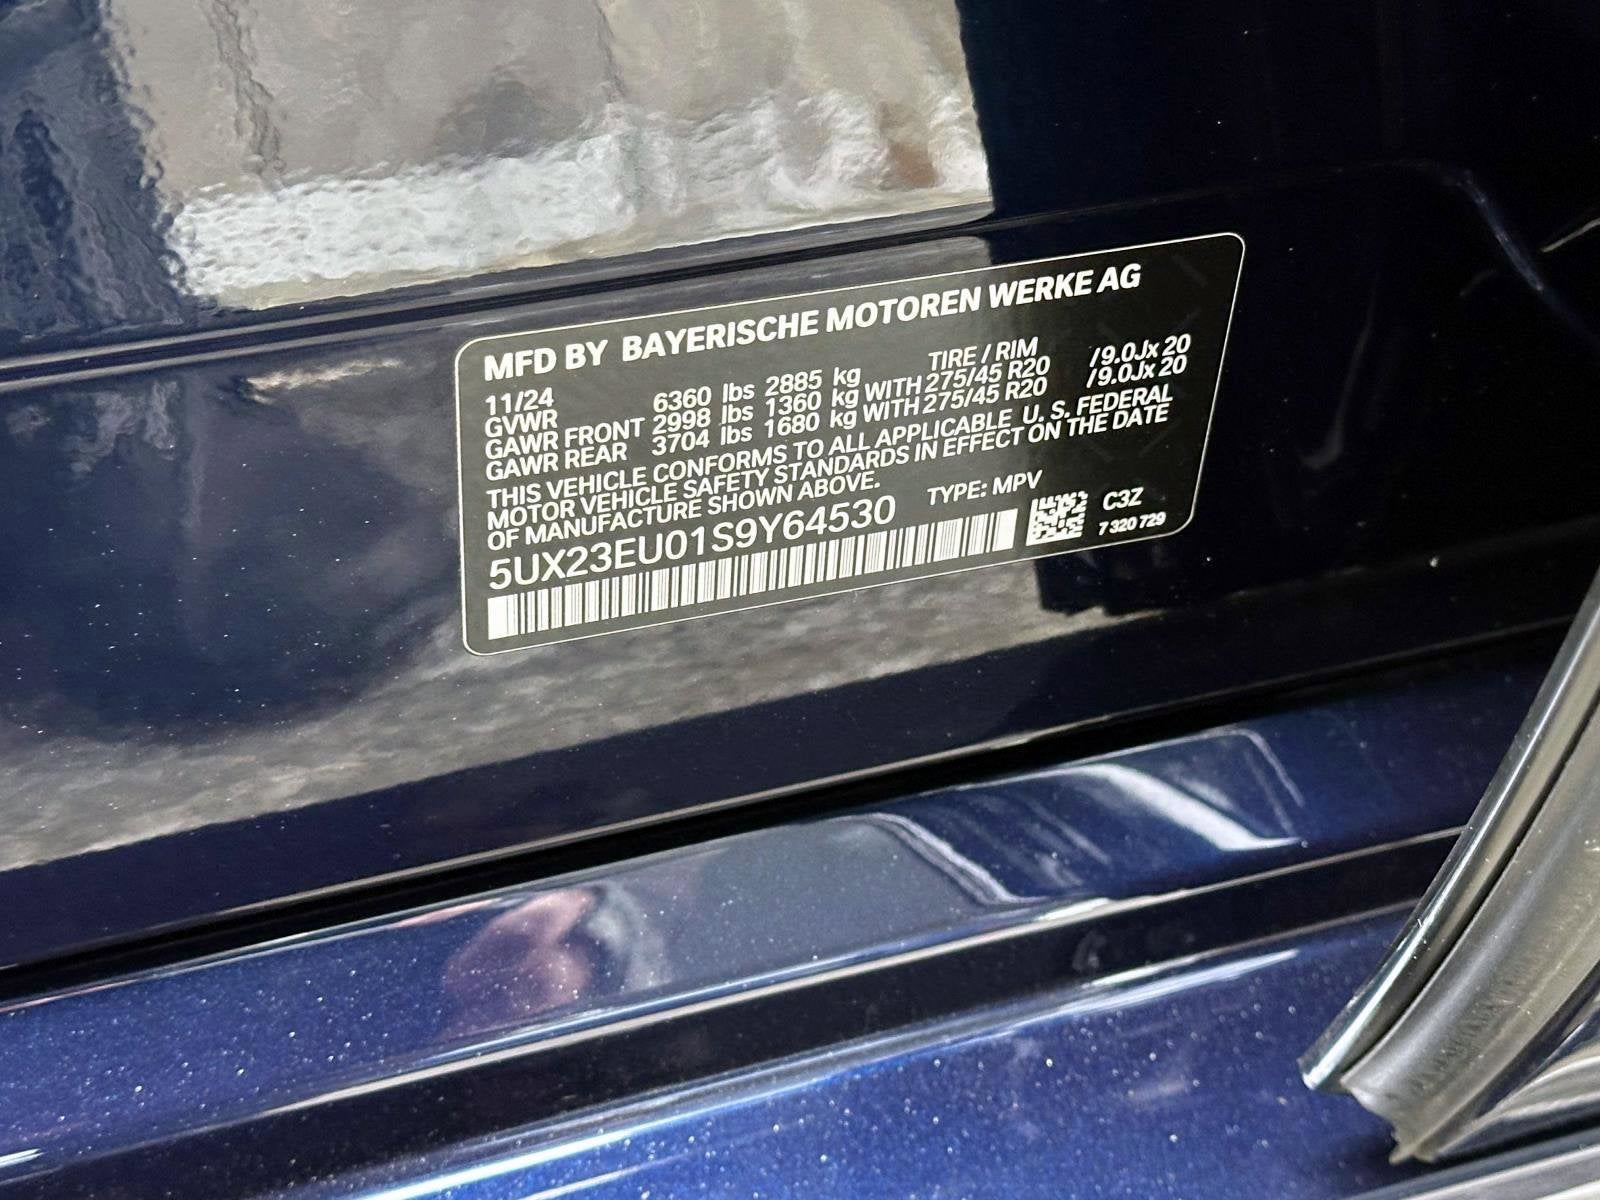 MFD BY BAYERISCHE MOTOREN WERKE AG
11/24 TIRE / RIM
GVWR 6360 lbs 2885 kg
GAWR FRONT 2998 lbs 1360 kg WITH 275/45 R20 /9.0Jx 20
GAWR REAR 3704 lbs 1680 kg WITH 275/45 R20 /9.0Jx 20
THIS VEHICLE CONFORMS TO ALL APPLICABLE U. S. FEDERAL
MOTOR VEHICLE SAFETY STANDARDS IN EFFECT ON THE DATE
OF MANUFACTURE SHOWN ABOVE.
5UX23EU01S9Y64530 TYPE: MPV
C3Z
7 320 729